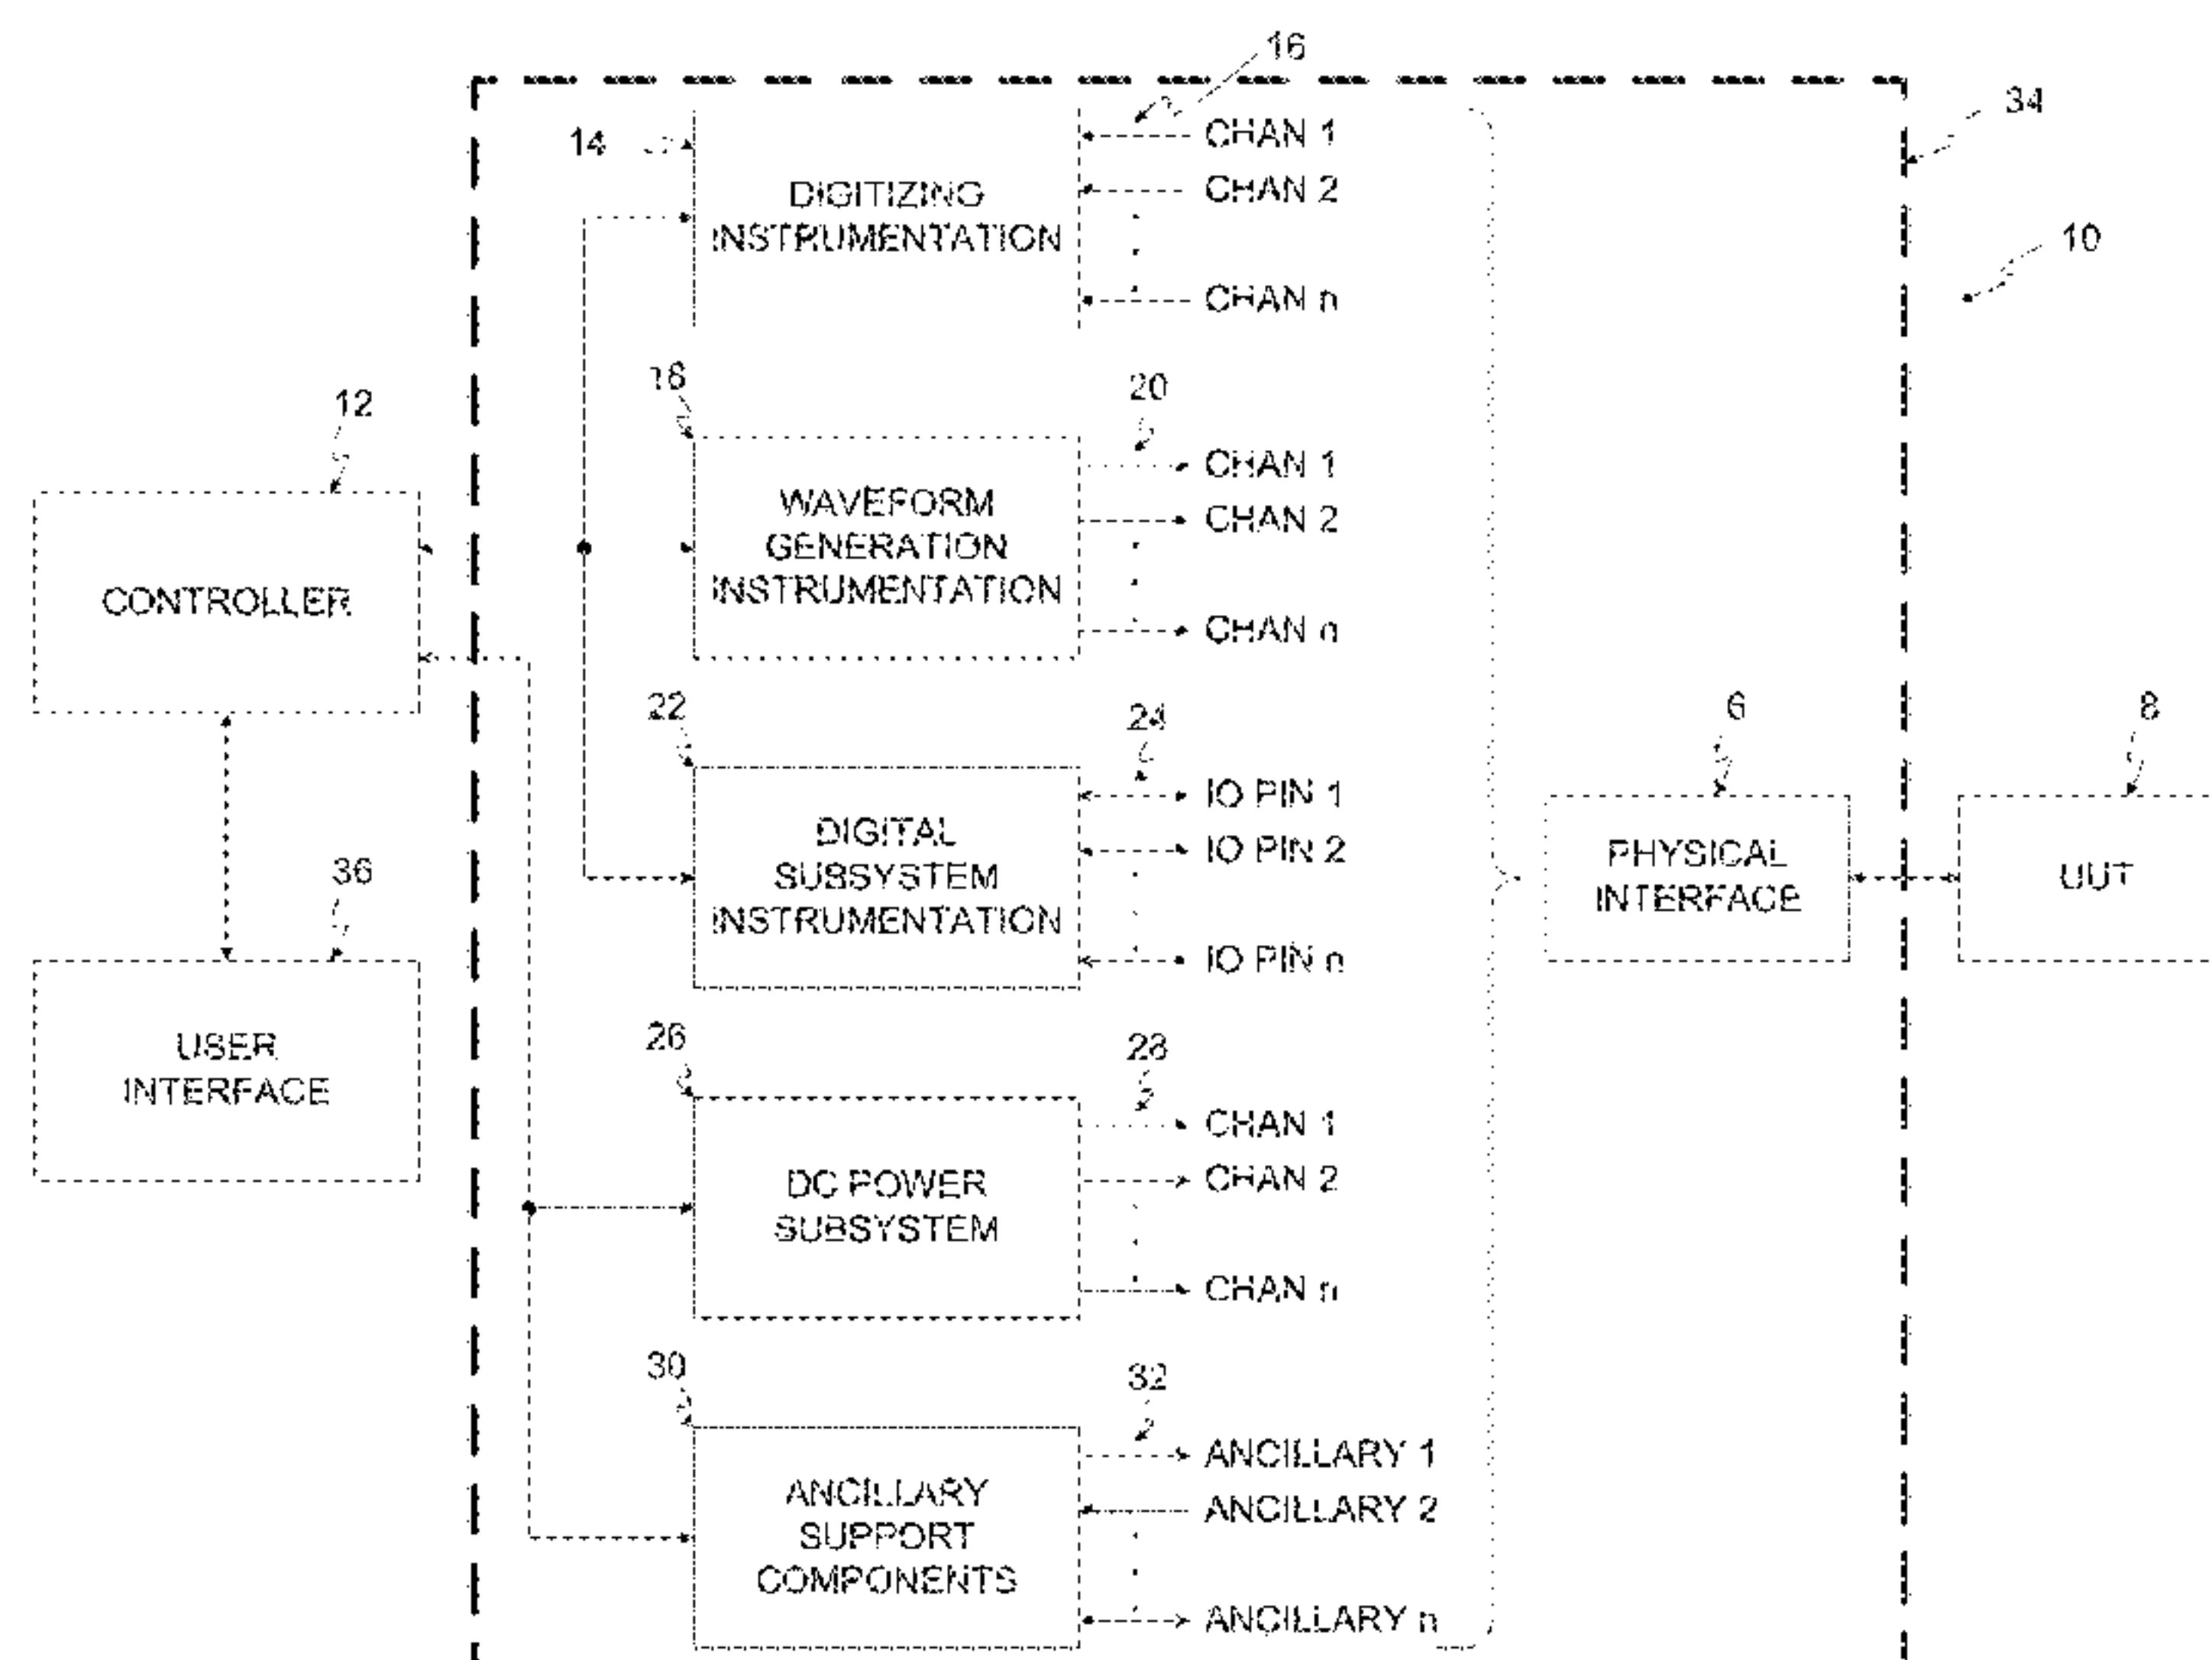 16
34
14
CHAN 1
DIGITIZING
INSTRUMENTATION
CHAN 2
10
CHAN n
18
20
12
CHAN 1
WAVEFORM
GENERATION
INSTRUMENTATION
CHAN 2
CONTROLLER
CHAN n
22
24
6
8
IO PIN 1
DIGITAL
SUBSYSTEM
INSTRUMENTATION
IO PIN 2
PHYSICAL
INTERFACE
UUT
36
IO PIN n
USER
INTERFACE
26
28
CHAN 1
DC POWER
SUBSYSTEM
CHAN 2
CHAN n
30
32
ANCILLARY 1
ANCILLARY
SUPPORT
COMPONENTS
ANCILLARY 2
ANCILLARY n